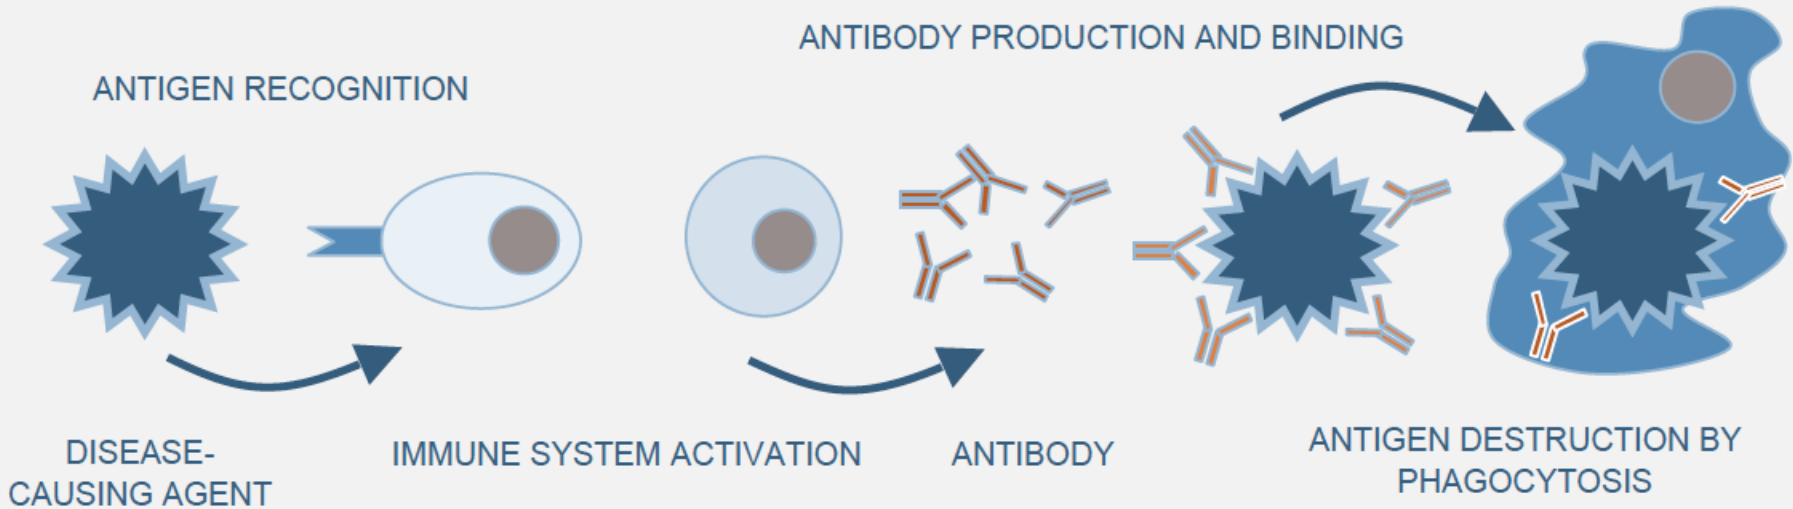 ANTIBODY PRODUCTION AND BINDING
ANTIGEN RECOGNITION
DISEASE-
CAUSING AGENT
IMMUNE SYSTEM ACTIVATION
ANTIBODY
ANTIGEN DESTRUCTION BY
PHAGOCYTOSIS